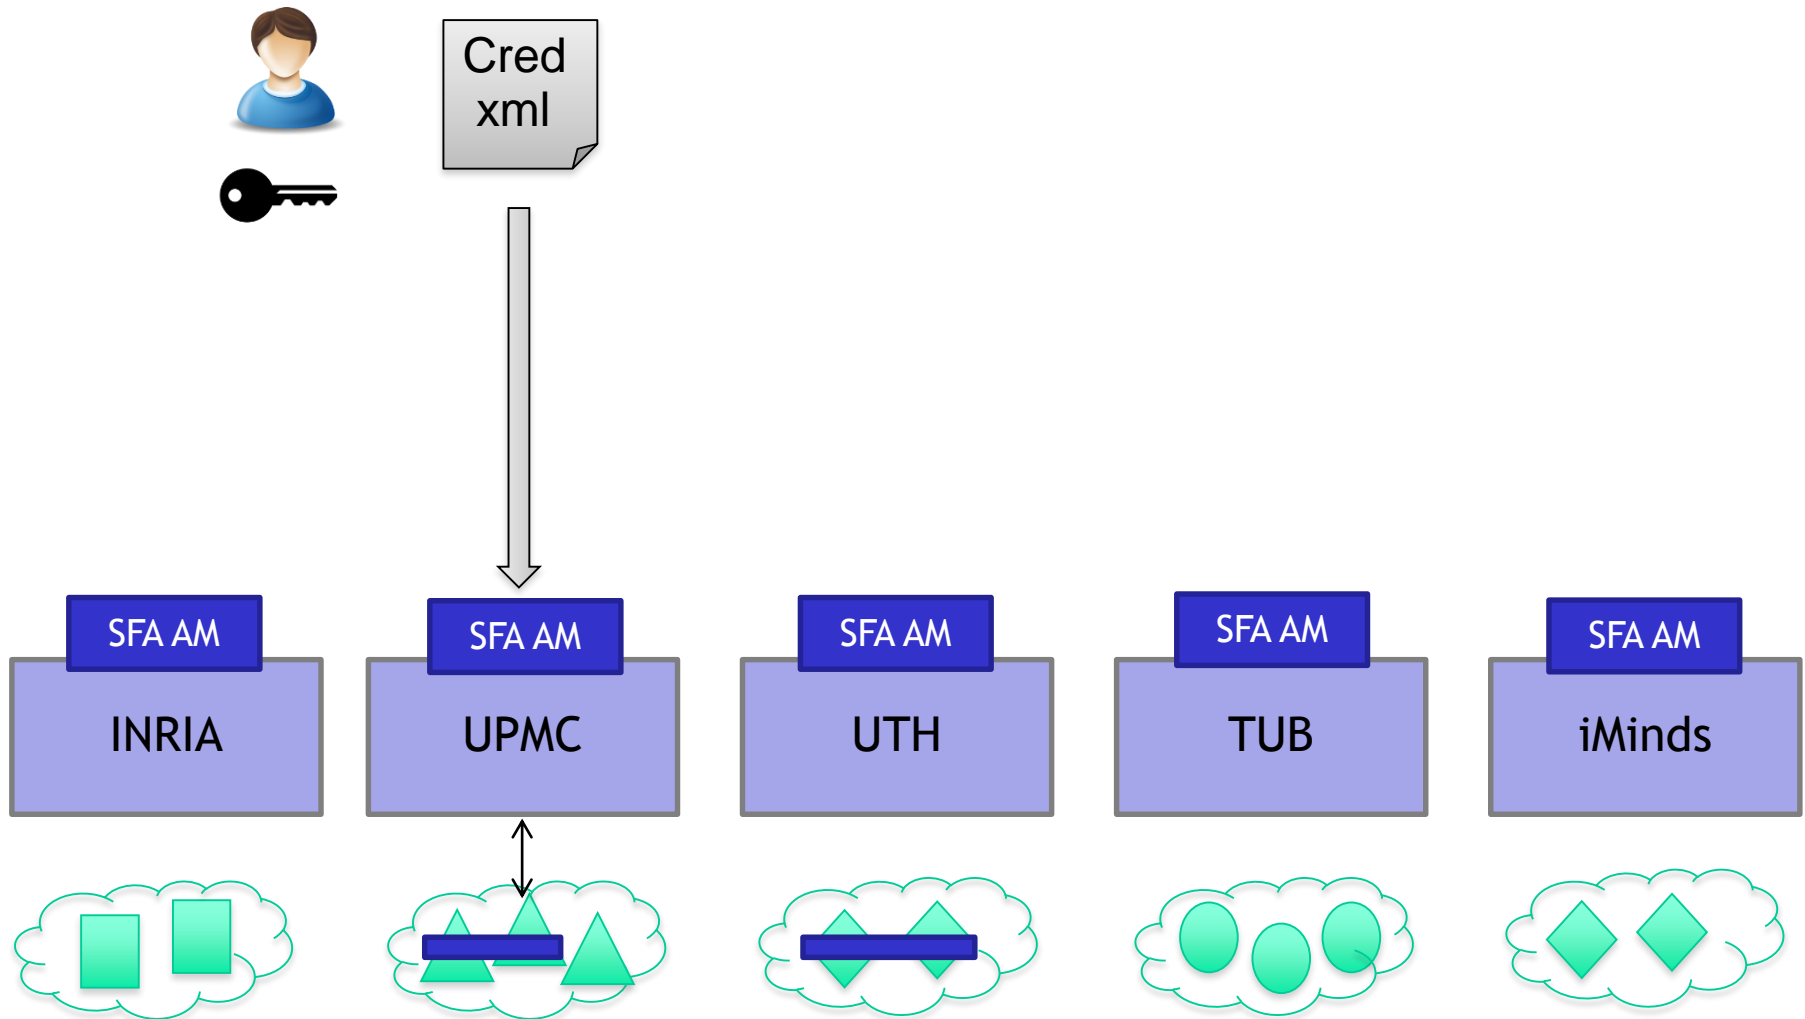 Cred
xml
SFA AM
SFA AM
SFA AM
SFA AM
SFA AM
INRIA
UPMC
UTH
TUB
iMinds